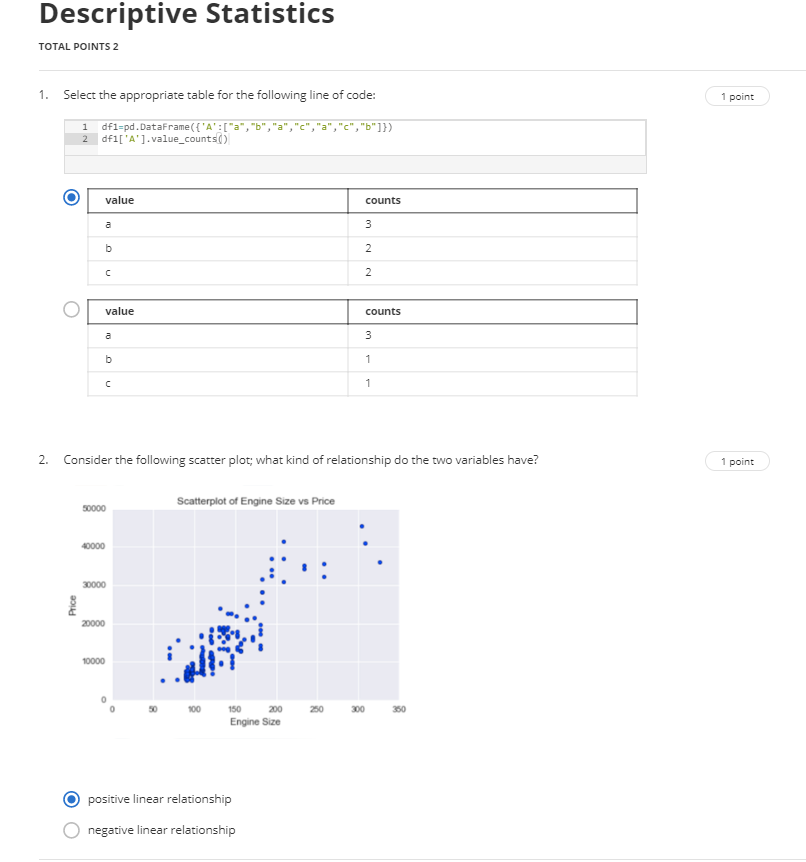 Descriptive Statistics
TOTAL POINTS 2
1. Select the appropriate table for the following line of code: 1 point
1 df1=pd.DataFrame({'A':["a","b","a","c","a","c","b"]})
2 df1['A'].value_counts()
value counts
a 3
b 2
c 2
value counts
a 3
b 1
c 1
2. Consider the following scatter plot; what kind of relationship do the two variables have? 1 point
Scatterplot of Engine Size vs Price
50000
40000
30000
Price
20000
10000
0
0 50 100 150 200 250 300 350
Engine Size
positive linear relationship
negative linear relationship